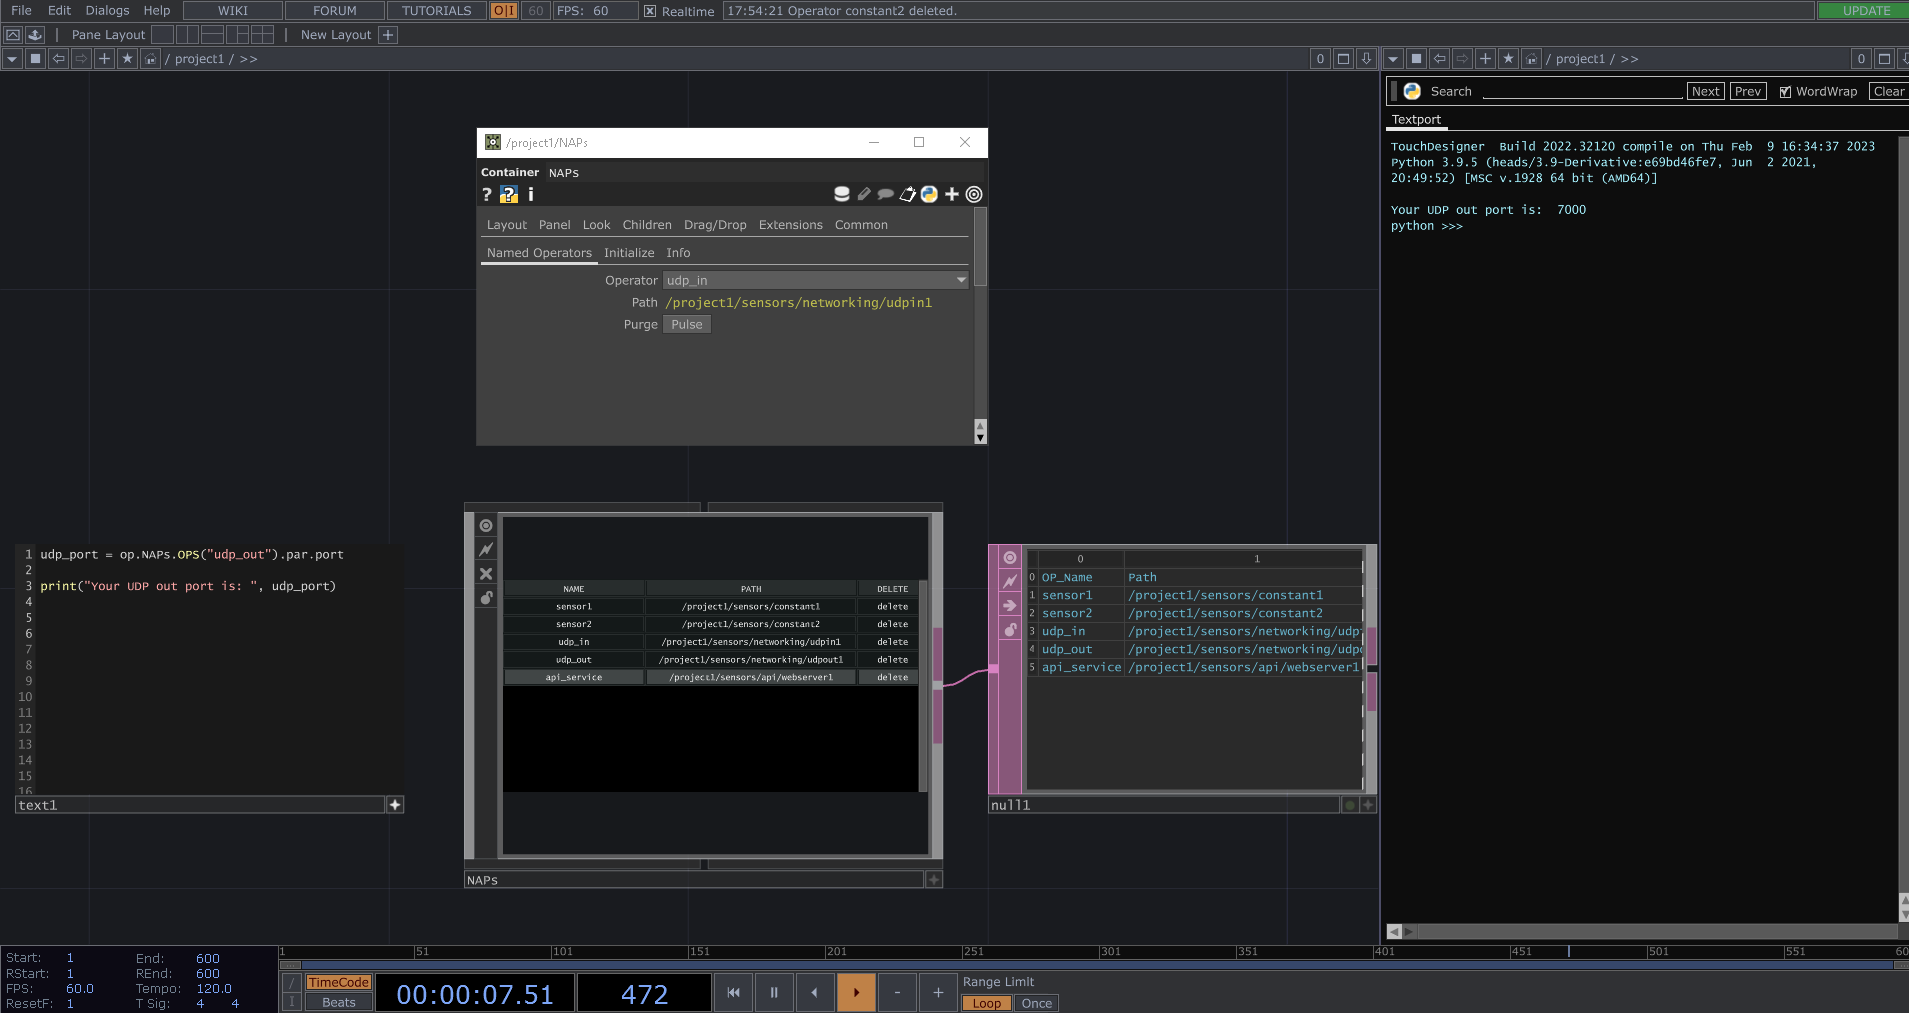 File Edit Dialogs Help WIKI FORUM TUTORIALS O|I 60 FPS: 60 Realtime 17:54:21 Operator constant2 deleted. UPDATE
Pane Layout New Layout
/ project1 / >> 0
/ project1 / >> 0
Search Next Prev WordWrap Clear
Textport
TouchDesigner  Build 2022.32120 compile on Thu Feb  9 16:34:37 2023
Python 3.9.5 (heads/3.9-Derivative:e69bd46fe7, Jun  2 2021,
20:49:52) [MSC v.1928 64 bit (AMD64)]
Your UDP out port is:  7000
python >>>
/project1/NAPs
Container NAPs
Layout Panel Look Children Drag/Drop Extensions Common
Named Operators Initialize Info
Operator udp_in
Path /project1/sensors/networking/udpin1
Purge Pulse
1 udp_port = op.NAPs.OPS("udp_out").par.port
2
3 print("Your UDP out port is: ", udp_port)
4
5
6
7
8
9
10
11
12
13
14
15
16
text1
NAME PATH DELETE
sensor1 /project1/sensors/constant1 delete
sensor2 /project1/sensors/constant2 delete
udp_in /project1/sensors/networking/udpin1 delete
udp_out /project1/sensors/networking/udpout1 delete
api_service /project1/sensors/api/webserver1 delete
NAPs
0 1
0 OP_Name Path
1 sensor1 /project1/sensors/constant1
2 sensor2 /project1/sensors/constant2
3 udp_in /project1/sensors/networking/udp
4 udp_out /project1/sensors/networking/udp
5 api_service /project1/sensors/api/webserver1
null1
1 51 101 151 201 251 301 351 401 451 501 551 60
Start: 1 End: 600
RStart: 1 REnd: 600
FPS: 60.0 Tempo: 120.0
ResetF: 1 T Sig: 4 4
/ TimeCode
I Beats
00:00:07.51 472
- +
Range Limit
Loop Once